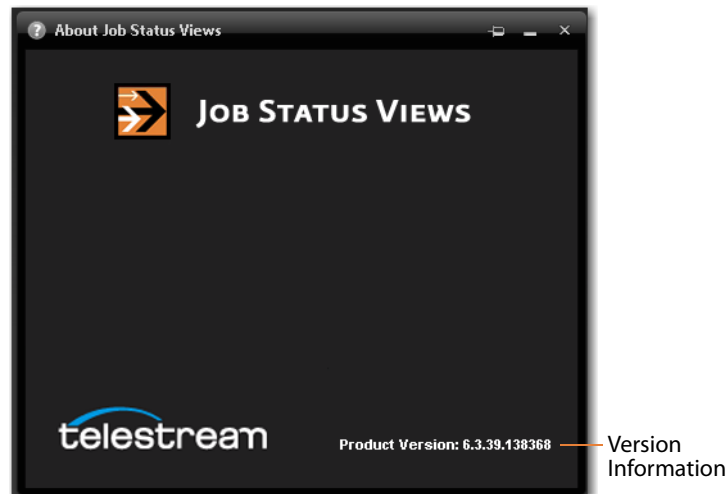 About Job Status Views
JOB STATUS VIEWS
telestream
Product Version: 6.3.39.138368
Version
Information